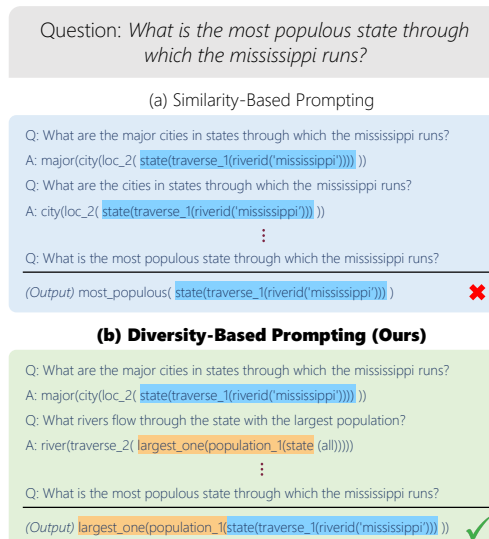 Question: What is the most populous state through
which the mississippi runs?
(a) Similarity-Based Prompting
Q: What are the major cities in states through which the mississippi runs?
A: major(city(loc_2( state(traverse_1(riverid('mississippi')))) ))
Q: What are the cities in states through which the mississippi runs?
A: city(loc_2( state(traverse_1(riverid('mississippi'))) ))
⋮
Q: What is the most populous state through which the mississippi runs?
(Output) most_populous( state(traverse_1(riverid('mississippi'))) )
(b) Diversity-Based Prompting (Ours)
Q: What are the major cities in states through which the mississippi runs?
A: major(city(loc_2( state(traverse_1(riverid('mississippi')))) ))
Q: What rivers flow through the state with the largest population?
A: river(traverse_2( largest_one(population_1(state (all)))))
⋮
Q: What is the most populous state through which the mississippi runs?
(Output) largest_one(population_1(state(traverse_1(riverid('mississippi'))) ))